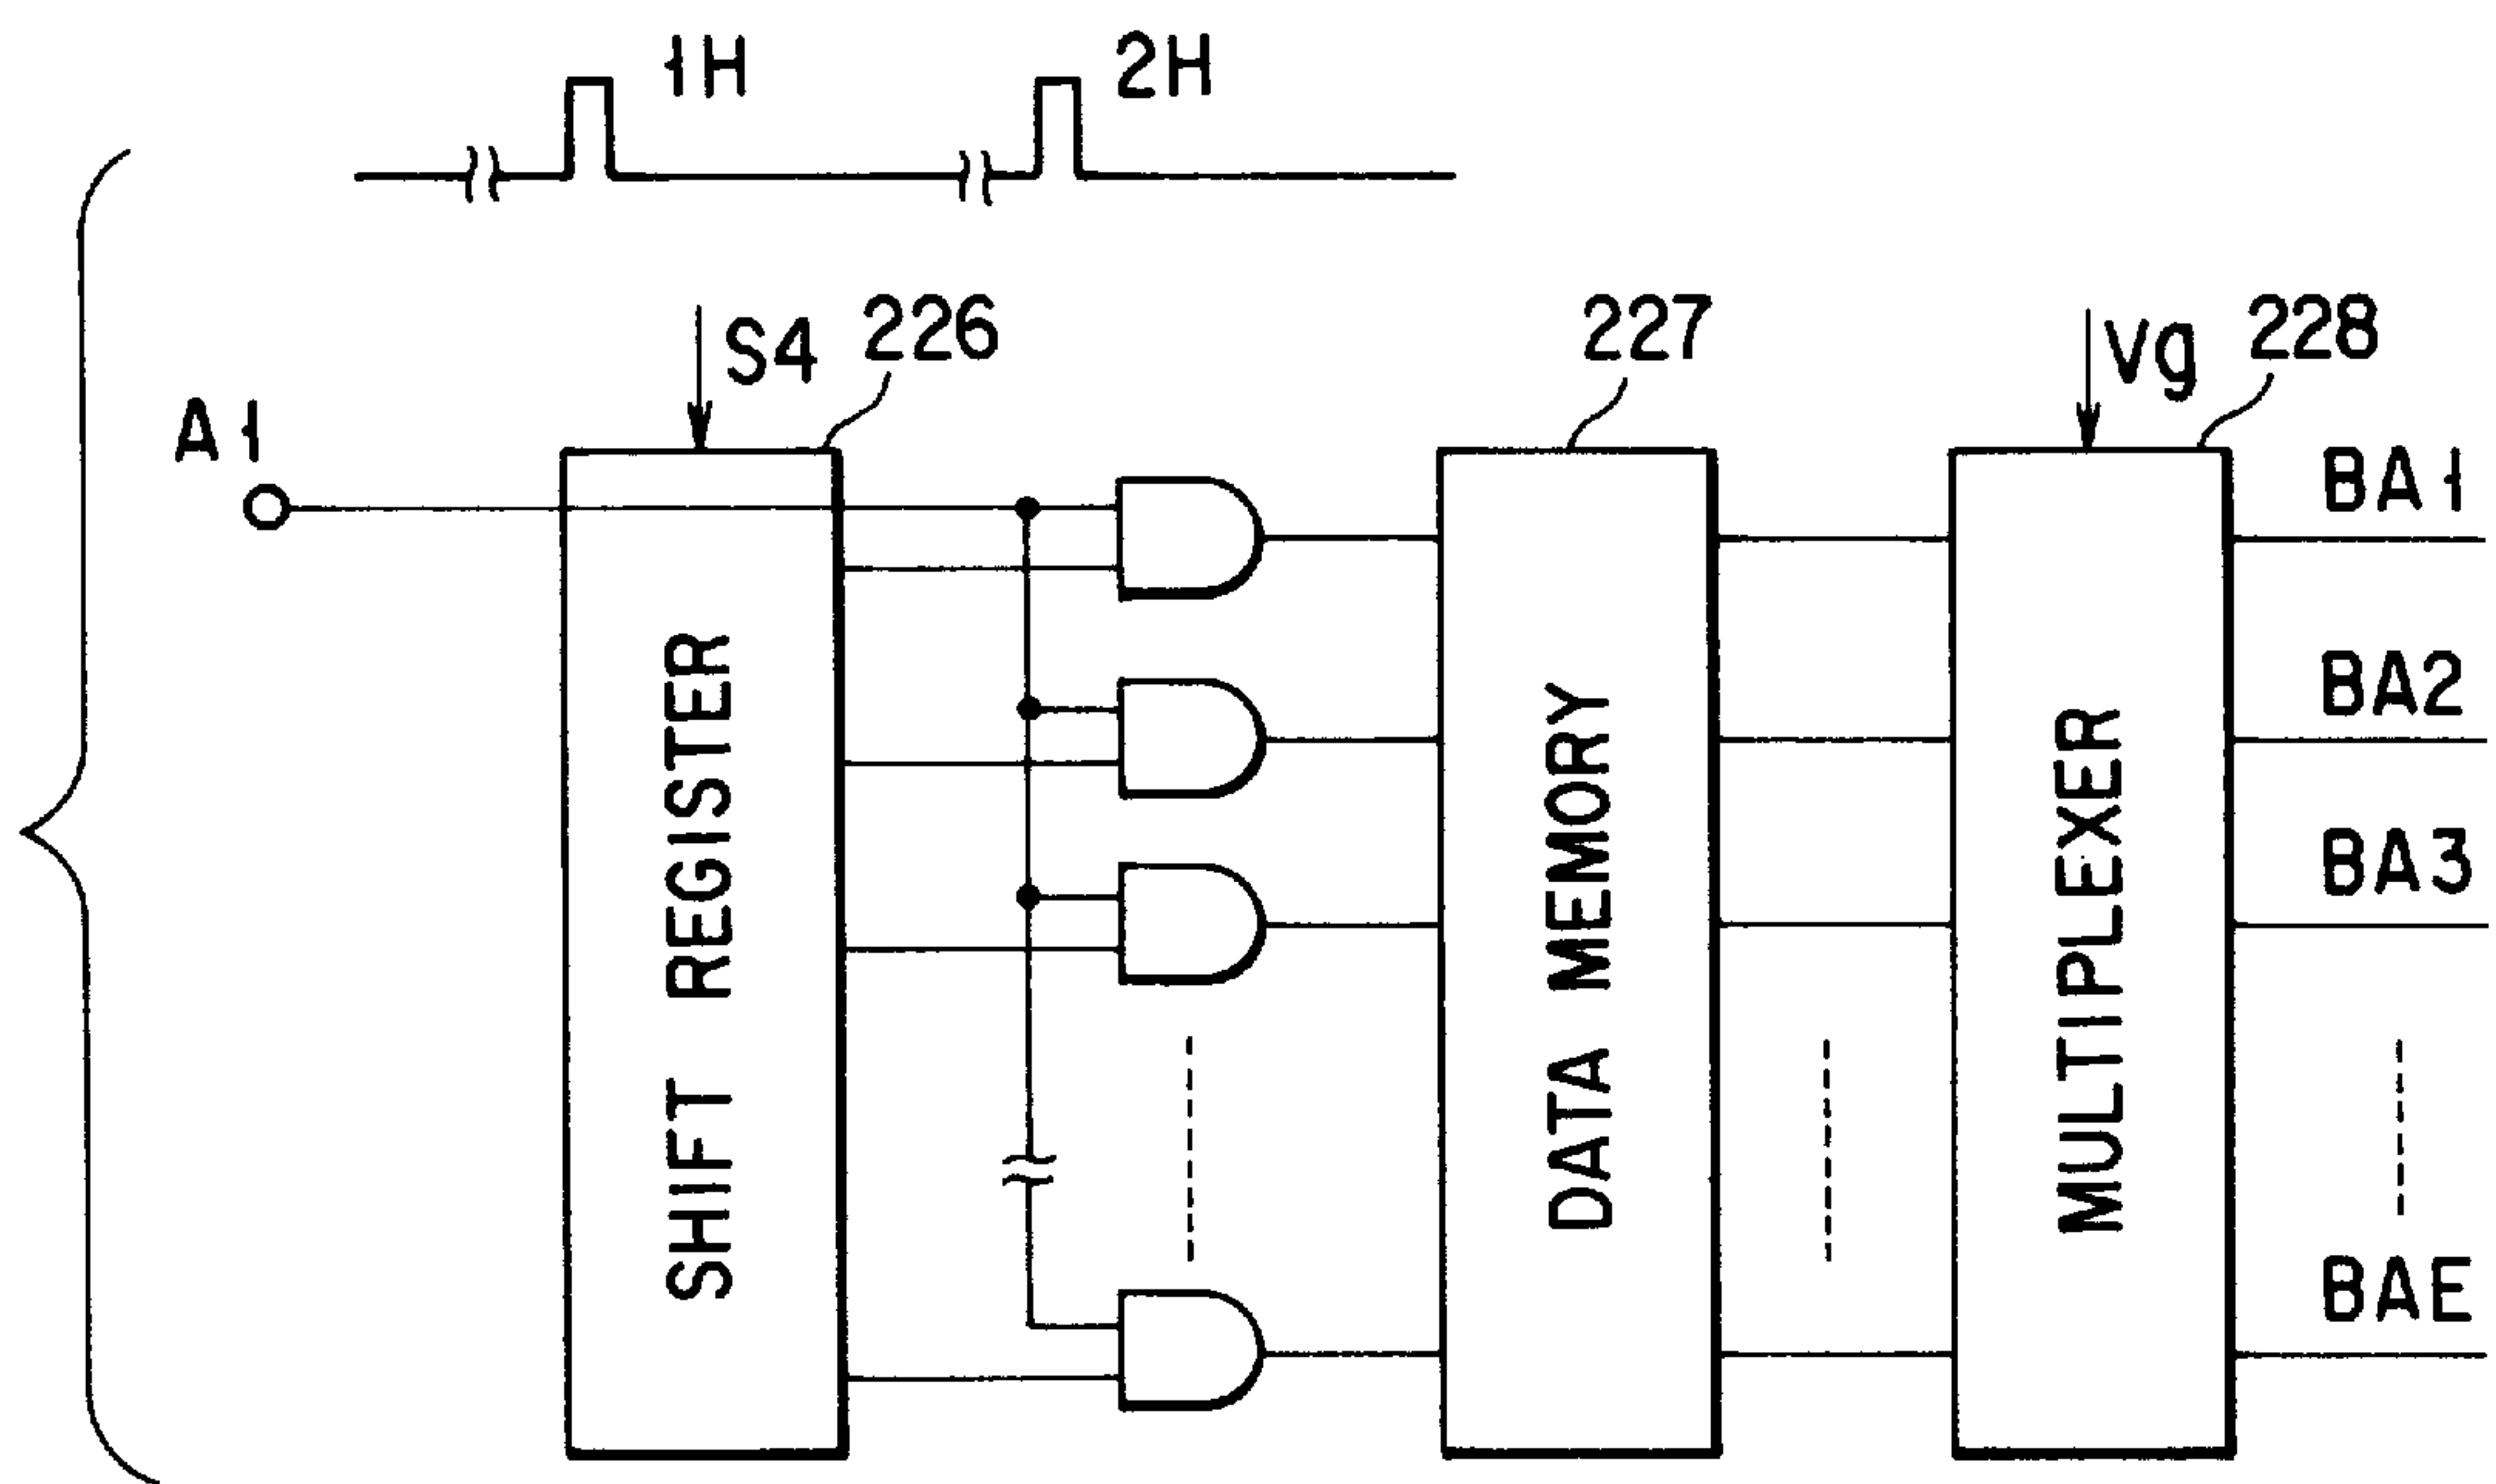 1H 2H
S4 226 227 Vg 228
A1
BA1
BA2
BA3
BAE
SHIFT REGISTER
DATA MEMORY
MULTIPLEXER